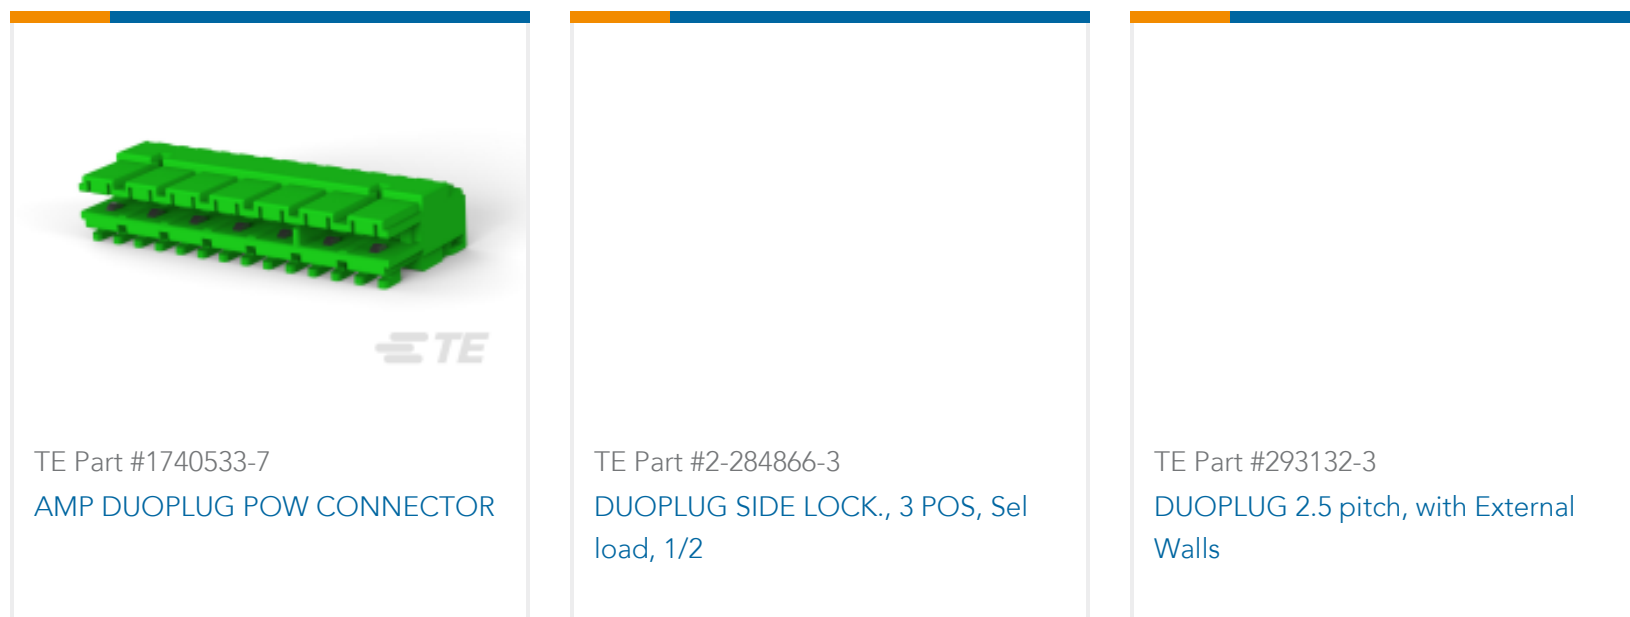 TE
TE Part #1740533-7
AMP DUOPLUG POW CONNECTOR
TE Part #2-284866-3
DUOPLUG SIDE LOCK., 3 POS, Sel
load, 1/2
TE Part #293132-3
DUOPLUG 2.5 pitch, with External
Walls